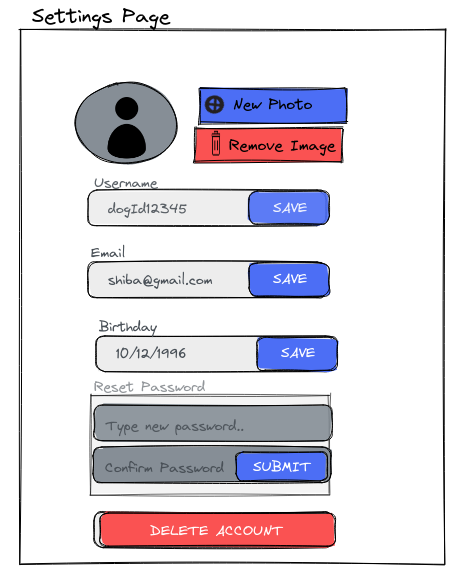 Settings Page
New Photo
Remove Image
Username
dogId12345
SAVE
Email
shiba@gmail.com
SAVE
Birthday
10/12/1996
SAVE
Reset Password
Type new password..
Confirm Password
SUBMIT
DELETE ACCOUNT